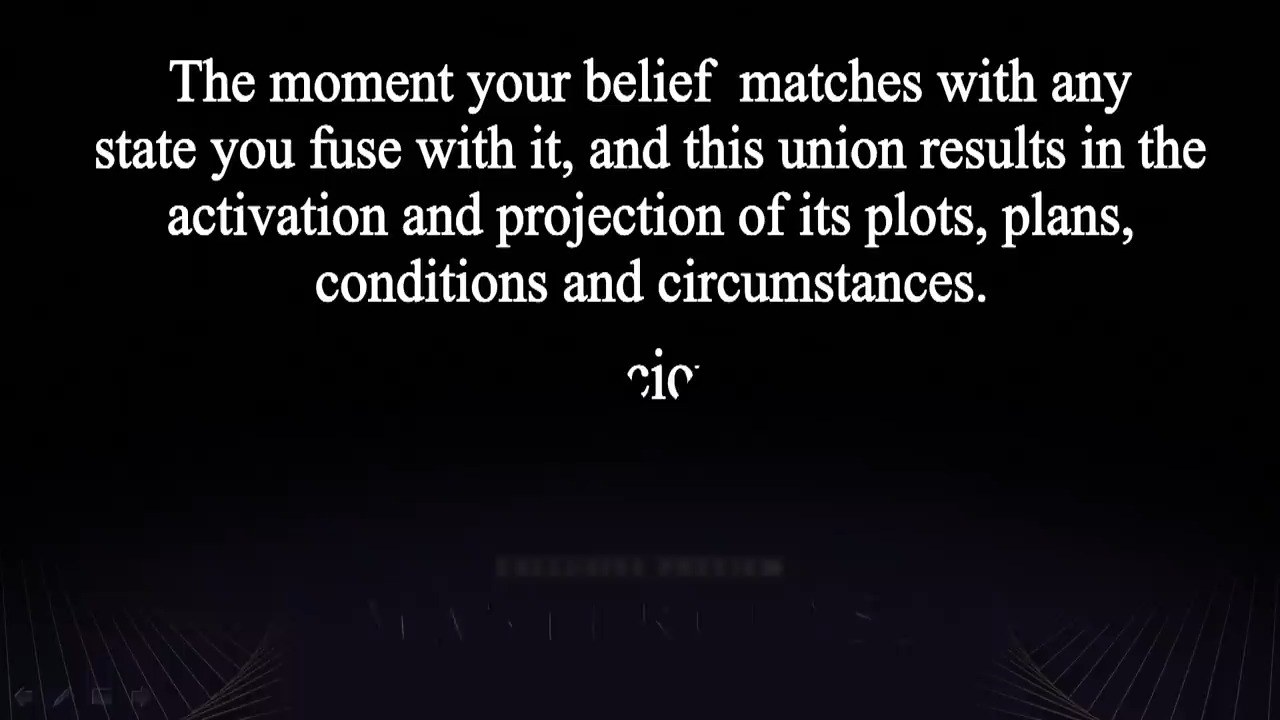 The moment your belief matches with any
state you fuse with it, and this union results in the
activation and projection of its plots, plans,
conditions and circumstances.